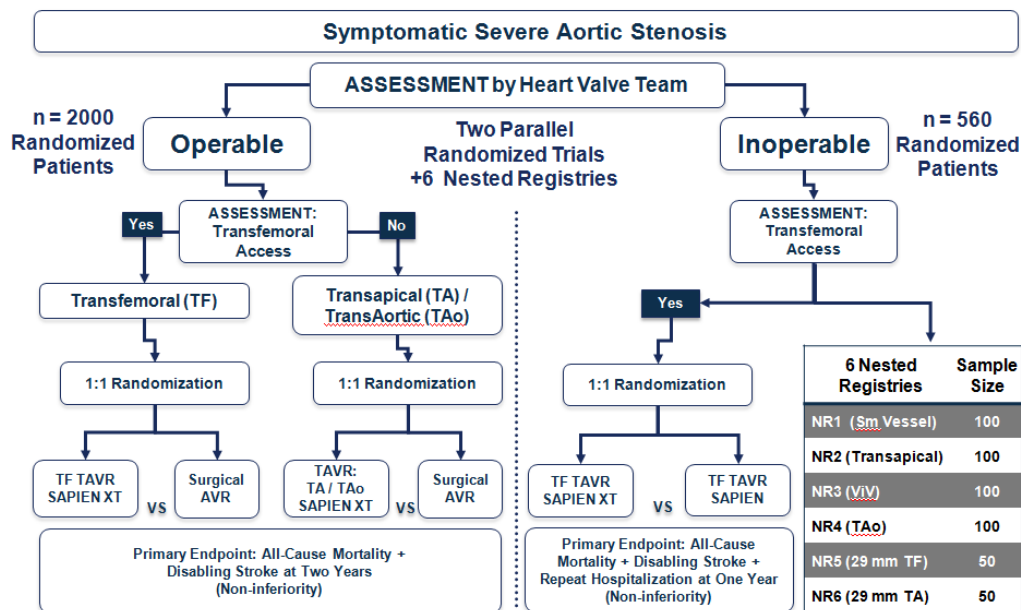 Symptomatic Severe Aortic Stenosis
ASSESSMENT by Heart Valve Team
n = 2000
Randomized
Patients
Operable
Two Parallel
Randomized Trials
+6 Nested Registries
Inoperable
n = 560
Randomized
Patients
ASSESSMENT:
Transfemoral
Access
Yes
No
ASSESSMENT:
Transfemoral
Access
Transfemoral (TF)
Transapical (TA) /
TransAortic (TAo)
Yes
1:1 Randomization
1:1 Randomization
1:1 Randomization
TF TAVR
SAPIEN XT
VS
Surgical
AVR
TAVR:
TA / TAo
SAPIEN XT
VS
Surgical
AVR
TF TAVR
SAPIEN XT
VS
TF TAVR
SAPIEN
Primary Endpoint: All-Cause Mortality +
Disabling Stroke at Two Years
(Non-inferiority)
Primary Endpoint: All-Cause
Mortality + Disabling Stroke +
Repeat Hospitalization at One Year
(Non-inferiority)
6 Nested
Registries
Sample
Size
NR1 (Sm Vessel) 100
NR2 (Transapical) 100
NR3 (ViV) 100
NR4 (TAo) 100
NR5 (29 mm TF) 50
NR6 (29 mm TA) 50